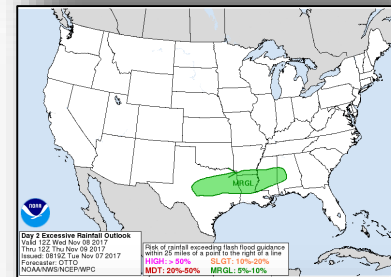 MRGL
noaa
Day 2 Excessive Rainfall Outlook
Valid 12Z Wed Nov 08 2017
Thru 12Z Thu Nov 09 2017
Issued: 0819Z Tue Nov 07 2017
Forecaster: OTTO
NOAA/NWS/NCEP/WPC
Risk of rainfall exceeding flash flood guidance
within 25 miles of a point to the right of a line
HIGH: > 50% SLGT: 10%-20%
MDT: 20%-50% MRGL: 5%-10%